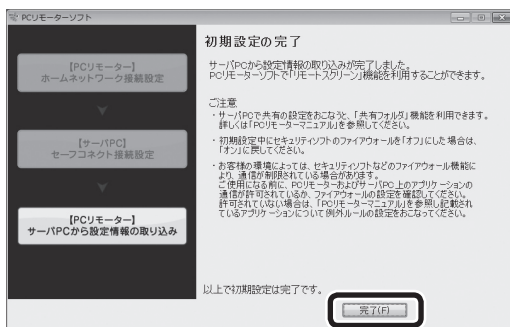 PCリモーターソフト
【PCリモーター】
ホームネットワーク接続設定
【サーバPC】
セーフコネクト接続設定
【PCリモーター】
サーバPCから設定情報の取り込み
初期設定の完了
サーバPCから設定情報の取り込みが完了しました。
PCリモーターソフトで「リモートスクリーン」機能を利用することができます。
ご注意
・サーバPCで共有の設定をおこなうと、「共有フォルダ」機能を利用できます。
詳しくは「PCリモーターマニュアル」を参照してください。
・初期設定中にセキュリティソフトのファイアウォールを「オフ」にした場合は、
「オン」に戻してください。
・お客様の環境によっては、セキュリティソフトなどのファイアウォール機能に
より、通信が制限されている場合があります。
ご使用になる前に、PCリモーターおよびサーバPC上のアプリケーションの
通信が許可されているか、ファイアウォールの設定を確認してください。
許可されていない場合は、「PCリモーターマニュアル」を参照し記載され
ているアプリケーションについて例外ルールの設定をおこなってください。
以上で初期設定は完了です。
完了(F)